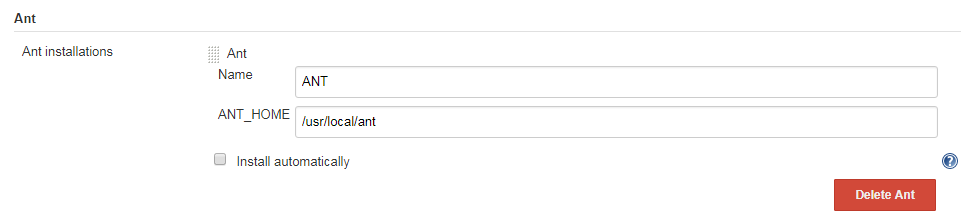 Ant
Ant installations
Ant
Name
ANT
ANT_HOME
/usr/local/ant
Install automatically
?
Delete Ant